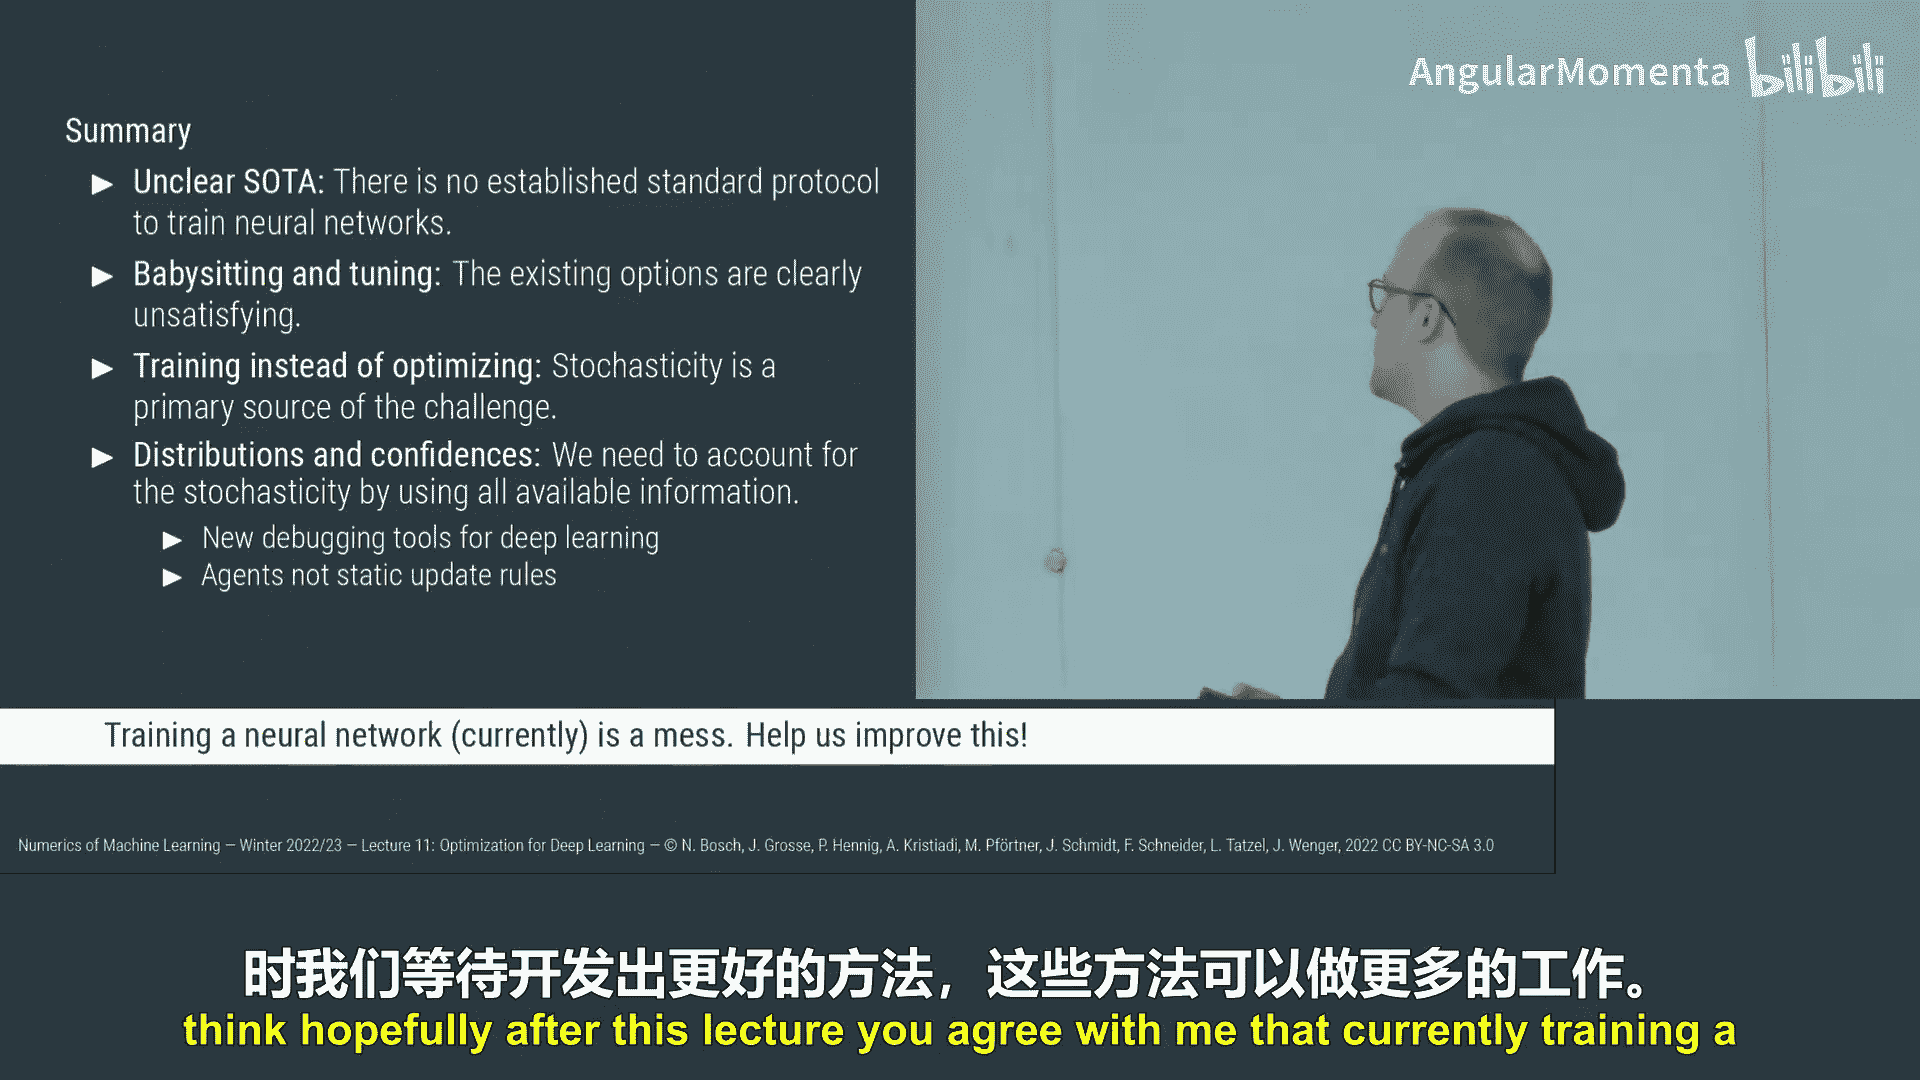 AngularMomenta bilibili
Summary
▶ Unclear SOTA: There is no established standard protocol
to train neural networks.
▶ Babysitting and tuning: The existing options are clearly
unsatisfying.
▶ Training instead of optimizing: Stochasticity is a
primary source of the challenge.
▶ Distributions and confidences: We need to account for
the stochasticity by using all available information.
▶ New debugging tools for deep learning
▶ Agents not static update rules
Training a neural network (currently) is a mess. Help us improve this!
Numerics of Machine Learning — Winter 2022/23 — Lecture 11: Optimization for Deep Learning — © N. Bosch, J. Grosse, P. Hennig, A. Kristiadi, M. Pförtner, J. Schmidt, F. Schneider, L. Tatzel, J. Wenger, 2022 CC BY-NC-SA 3.0
时我们等待开发出更好的方法，这些方法可以做更多的工作。
think hopefully after this lecture you agree with me that currently training a